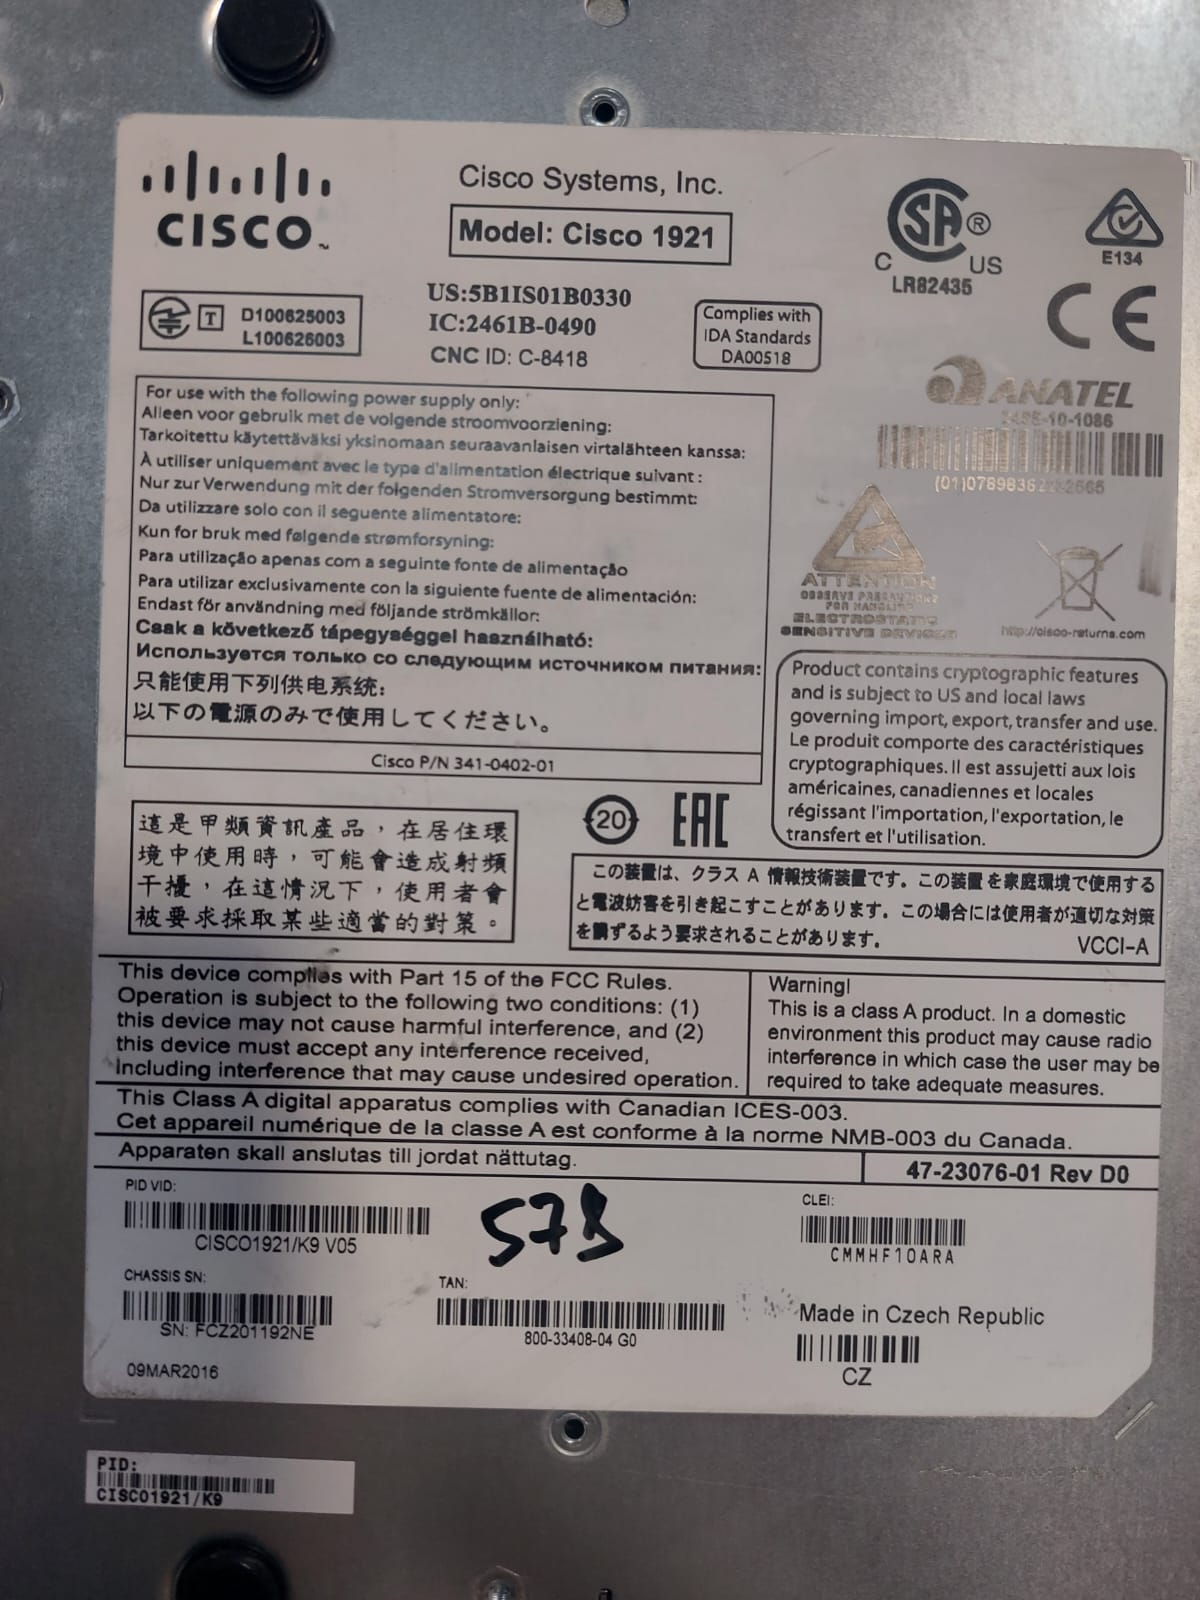 CISCO
Cisco Systems, Inc.
Model: Cisco 1921
US:5B1IS01B0330
IC:2461B-0490
CNC ID: C-8418
T D100625003
L100626003
Complies with
IDA Standards
DA00518
SA®
C US
LR82435
E134
CE
ANATEL
-10-1086
For use with the following power supply only:
Alleen voor gebruik met de volgende stroomvoorziening:
Tarkoitettu käytettäväksi yksinomaan seuraavanlaisen virtalähteen kanssa:
À utiliser uniquement avec le type d'alimentation électrique suivant :
Nur zur Verwendung mit der folgenden Stromversorgung bestimmt:
Da utilizzare solo con il seguente alimentatore:
Kun for bruk med følgende strømforsyning:
Para utilização apenas com a seguinte fonte de alimentação
Para utilizar exclusivamente con la siguiente fuente de alimentación:
Endast för användning med följande strömkällor:
Csak a következő tápegységgel használható:
Используется только со следующим источником питания:
只能使用下列供电系统:
以下の電源のみで使用してください。
Cisco P/N 341-0402-01
ATTENTION
OBSERVE PRECAUTIONS
FOR HANDLING
ELECTROSTATIC
SENSITIVE DEVICES
http://cisco-returns.com
Product contains cryptographic features
and is subject to US and local laws
governing import, export, transfer and use.
Le produit comporte des caractéristiques
cryptographiques. Il est assujetti aux lois
américaines, canadiennes et locales
régissant l'importation, l'exportation, le
transfert et l'utilisation.
這是甲類資訊產品，在居住環
境中使用時，可能會造成射頻
干擾，在這情況下，使用者會
被要求採取某些適當的對策。
20
EAC
この装置は、クラス A 情報技術装置です。この装置を家庭環境で使用する
と電波妨害を引き起こすことがあります。この場合には使用者が適切な対策
を講ずるよう要求されることがあります。
VCCI-A
This device complies with Part 15 of the FCC Rules.
Operation is subject to the following two conditions: (1)
this device may not cause harmful interference, and (2)
this device must accept any interference received,
Including interference that may cause undesired operation.
Warning!
This is a class A product. In a domestic
environment this product may cause radio
interference in which case the user may be
required to take adequate measures.
This Class A digital apparatus complies with Canadian ICES-003.
Cet appareil numérique de la classe A est conforme à la norme NMB-003 du Canada.
Apparaten skall anslutas till jordat nättutag.
47-23076-01 Rev D0
PID VID:
CISCO1921/K9 V05
CLEI:
CMMHF10ARA
CHASSIS SN:
SN: FCZ201192NE
TAN:
800-33408-04 G0
Made in Czech Republic
CZ
09MAR2016
PID:
CISCO1921/K9